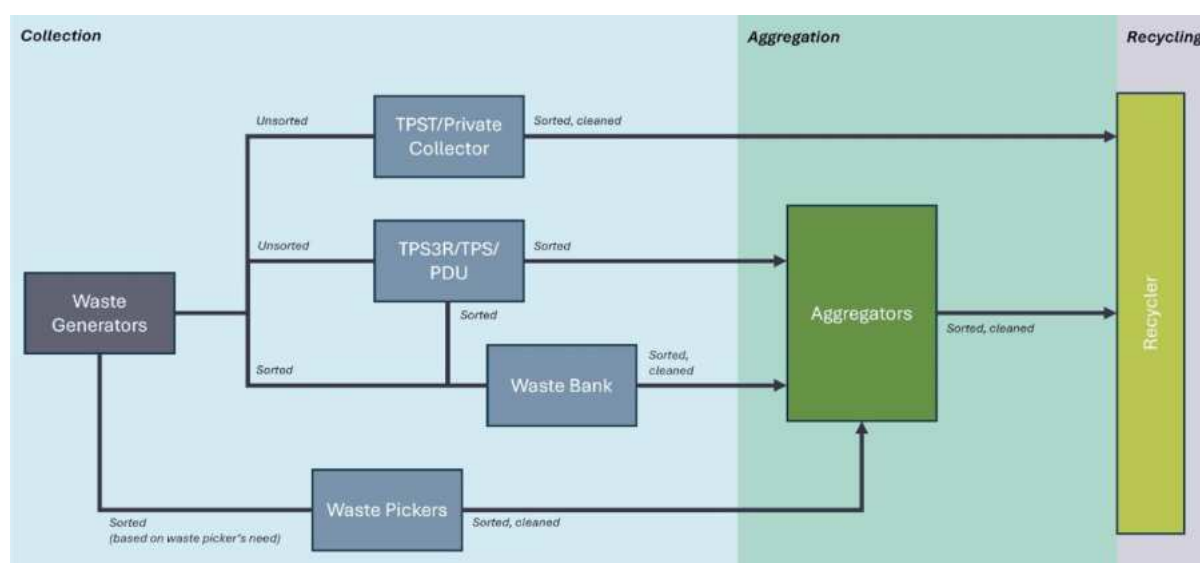 Collection
Aggregation
Recycling
Unsorted
TPST/Private
Collector
Sorted, cleaned
Unsorted
TPS3R/TPS/
PDU
Sorted
Waste
Generators
Sorted
Aggregators
Sorted, cleaned
Recycler
Sorted
Waste Bank
Sorted,
cleaned
Waste Pickers
Sorted
(based on waste picker's need)
Sorted, cleaned